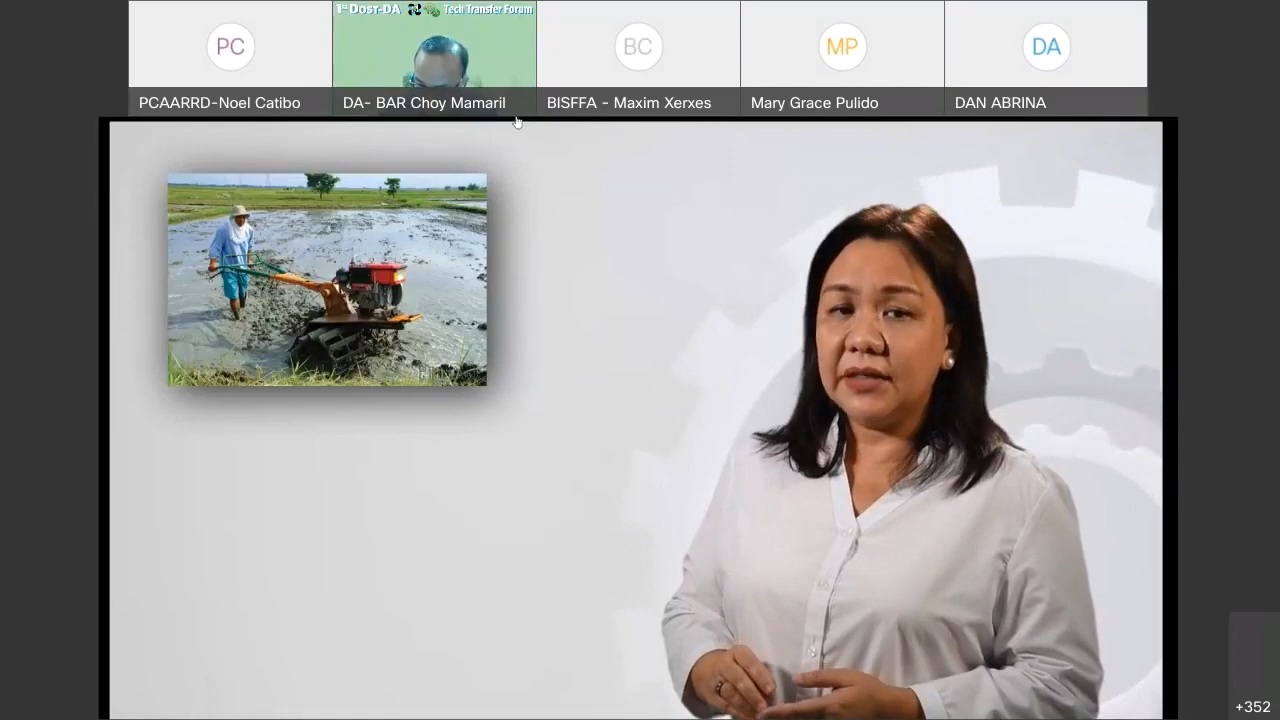 1st DOST-DA Tech Transfer Forum
PC
BC
MP
DA
PCAARRD-Noel Catibo
DA- BAR Choy Mamaril
BISFFA - Maxim Xerxes
Mary Grace Pulido
DAN ABRINA
+352